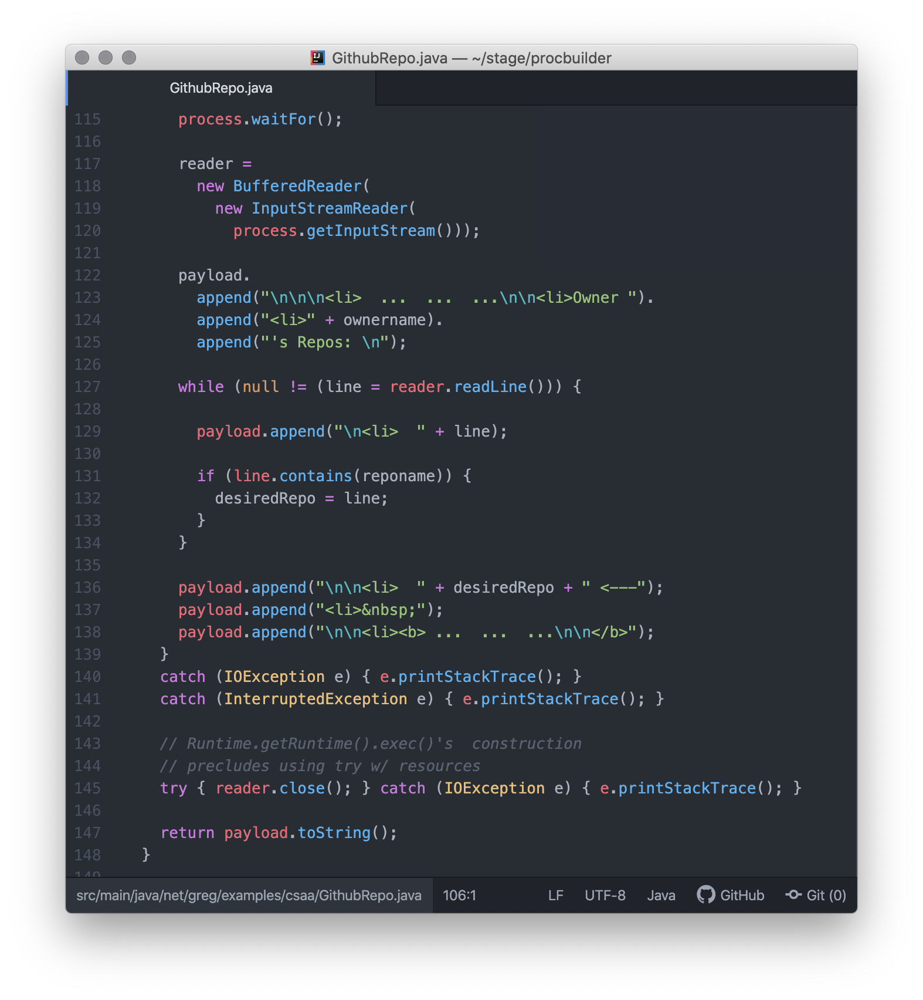 GithubRepo.java — ~/stage/procbuilder
GithubRepo.java
115 process.waitFor();
116
117 reader =
118 new BufferedReader(
119 new InputStreamReader(
120 process.getInputStream()));
121
122 payload.
123 append("\n\n\n<li>  ...  ...  ...\n\n<li>Owner ").
124 append("<li>" + ownername).
125 append("'s Repos: \n");
126
127 while (null != (line = reader.readLine())) {
128
129 payload.append("\n<li>  " + line);
130
131 if (line.contains(reponame)) {
132 desiredRepo = line;
133 }
134 }
135
136 payload.append("\n\n<li>  " + desiredRepo + " <---");
137 payload.append("<li>&nbsp;");
138 payload.append("\n\n<li><b> ...  ...  ...\n\n</b>");
139 }
140 catch (IOException e) { e.printStackTrace(); }
141 catch (InterruptedException e) { e.printStackTrace(); }
142
143 // Runtime.getRuntime().exec()'s  construction
144 // precludes using try w/ resources
145 try { reader.close(); } catch (IOException e) { e.printStackTrace(); }
146
147 return payload.toString();
148 }
149
src/main/java/net/greg/examples/csaa/GithubRepo.java 106:1 LF UTF-8 Java GitHub Git (0)